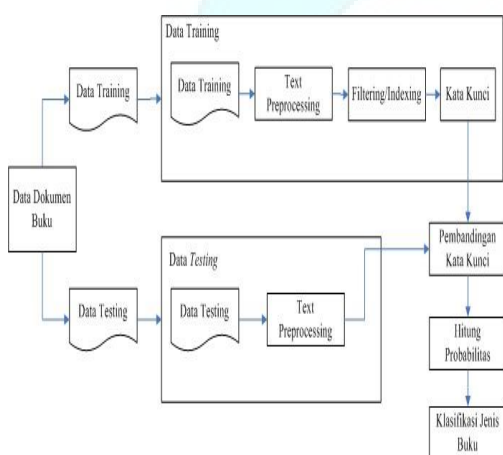 Data Training
Data Training
Data Training
Text
Preprocessing
Filtering/Indexing
Kata Kunci
Data Dokumen
Buku
Pembandingan
Kata Kunci
Data Testing
Data Testing
Data Testing
Text
Preprocessing
Hitung
Probabilitas
Klasifikasi Jenis
Buku